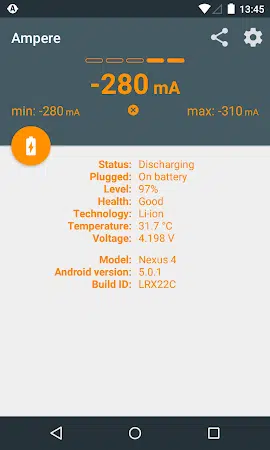 13:45
Ampere
-280 mA
min: -280 mA
max: -310 mA
Status: Discharging
Plugged: On battery
Level: 97%
Health: Good
Technology: Li-ion
Temperature: 31.7 °C
Voltage: 4.198 V
Model: Nexus 4
Android version: 5.0.1
Build ID: LRX22C